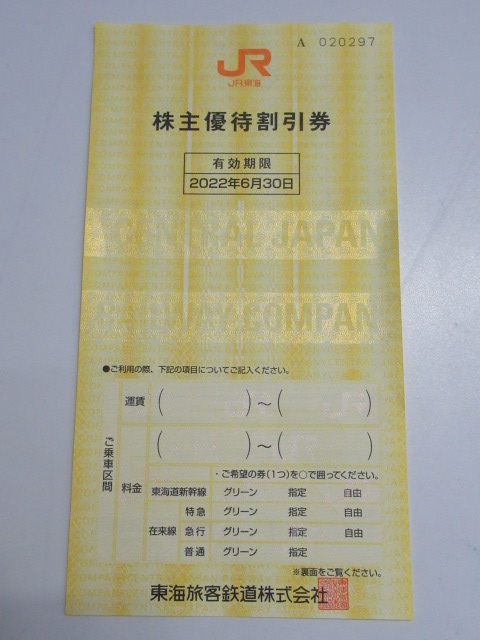 A 020297
JR
JR東海
株主優待割引券
有効期限
2022年6月30日
CENTRAL JAPAN
RAILWAY COMPANY
●ご利用の際、下記の項目についてご記入ください。
ご乗車区間
運賃 ( ) ~ ( )
料金 ( ) ~ ( )
・ご希望の券(1つ)を○で囲ってください。
東海道新幹線 グリーン 指定 自由
在来線
特急 グリーン 指定 自由
急行 グリーン 指定 自由
普通 グリーン 指定
※裏面をご覧ください。
東海旅客鉄道株式会社